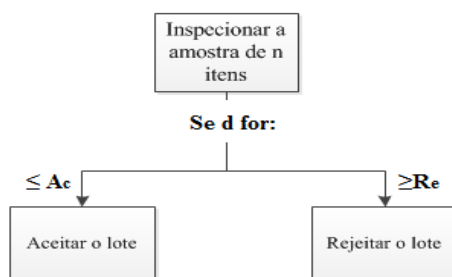 Inspecionar a
amostra de n
itens
Se d for:
≤ Ac
≥Re
Aceitar o lote
Rejeitar o lote